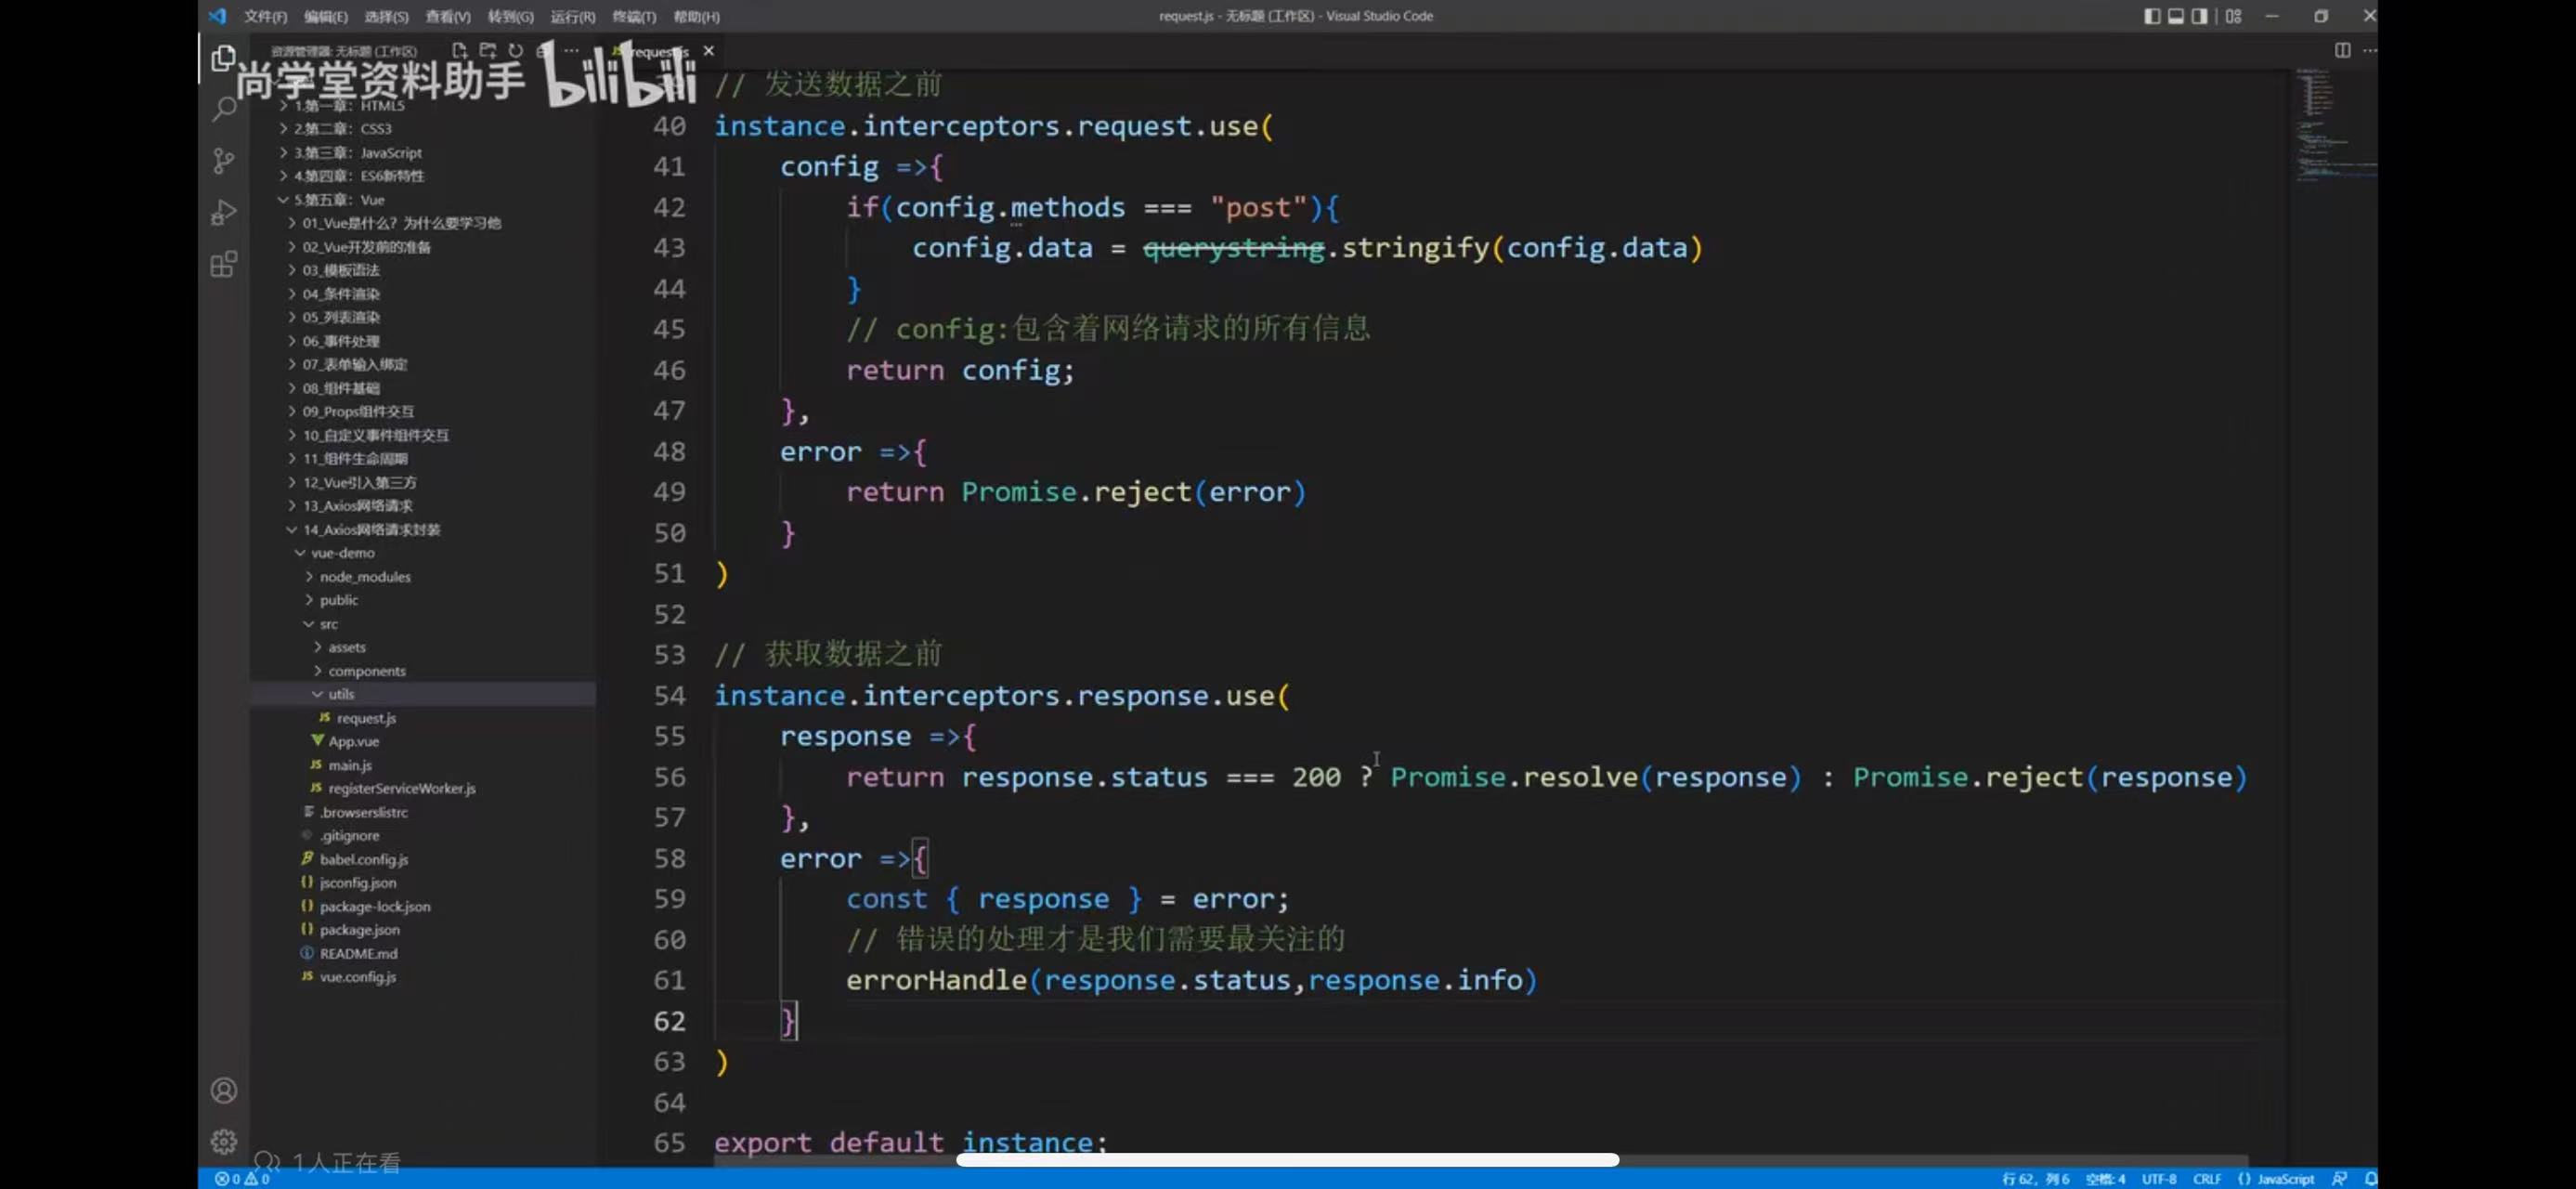 文件(F) 编辑(E) 选择(S) 查看(V) 转到(G) 运行(R) 终端(T) 帮助(H)
request.js - 无标题 (工作区) - Visual Studio Code
资源管理器: 无标题 (工作区)
JS request.js
尚学堂资料助手 bilibili
1.第一章：HTML5
2.第二章：CSS3
3.第三章：JavaScript
4.第四章：ES6新特性
5.第五章：Vue
01_Vue是什么？为什么要学习他
02_Vue开发前的准备
03_模板语法
04_条件渲染
05_列表渲染
06_事件处理
07_表单输入绑定
08_组件基础
09_Props组件交互
10_自定义事件组件交互
11_组件生命周期
12_Vue引入第三方
13_Axios网络请求
14_Axios网络请求封装
vue-demo
node_modules
public
src
assets
components
utils
JS request.js
App.vue
JS main.js
JS registerServiceWorker.js
.browserslistrc
.gitignore
babel.config.js
{} jsconfig.json
{} package-lock.json
{} package.json
README.md
JS vue.config.js
// 发送数据之前
40 instance.interceptors.request.use(
41 config =>{
42 if(config.methods === "post"){
43 config.data = querystring.stringify(config.data)
44 }
45 // config:包含着网络请求的所有信息
46 return config;
47 },
48 error =>{
49 return Promise.reject(error)
50 }
51 )
52
53 // 获取数据之前
54 instance.interceptors.response.use(
55 response =>{
56 return response.status === 200 ? Promise.resolve(response) : Promise.reject(response)
57 },
58 error =>{
59 const { response } = error;
60 // 错误的处理才是我们需要最关注的
61 errorHandle(response.status,response.info)
62 }
63 )
64
65 export default instance;
1人正在看
0 0
行 62，列 6 空格: 4 UTF-8 CRLF {} JavaScript